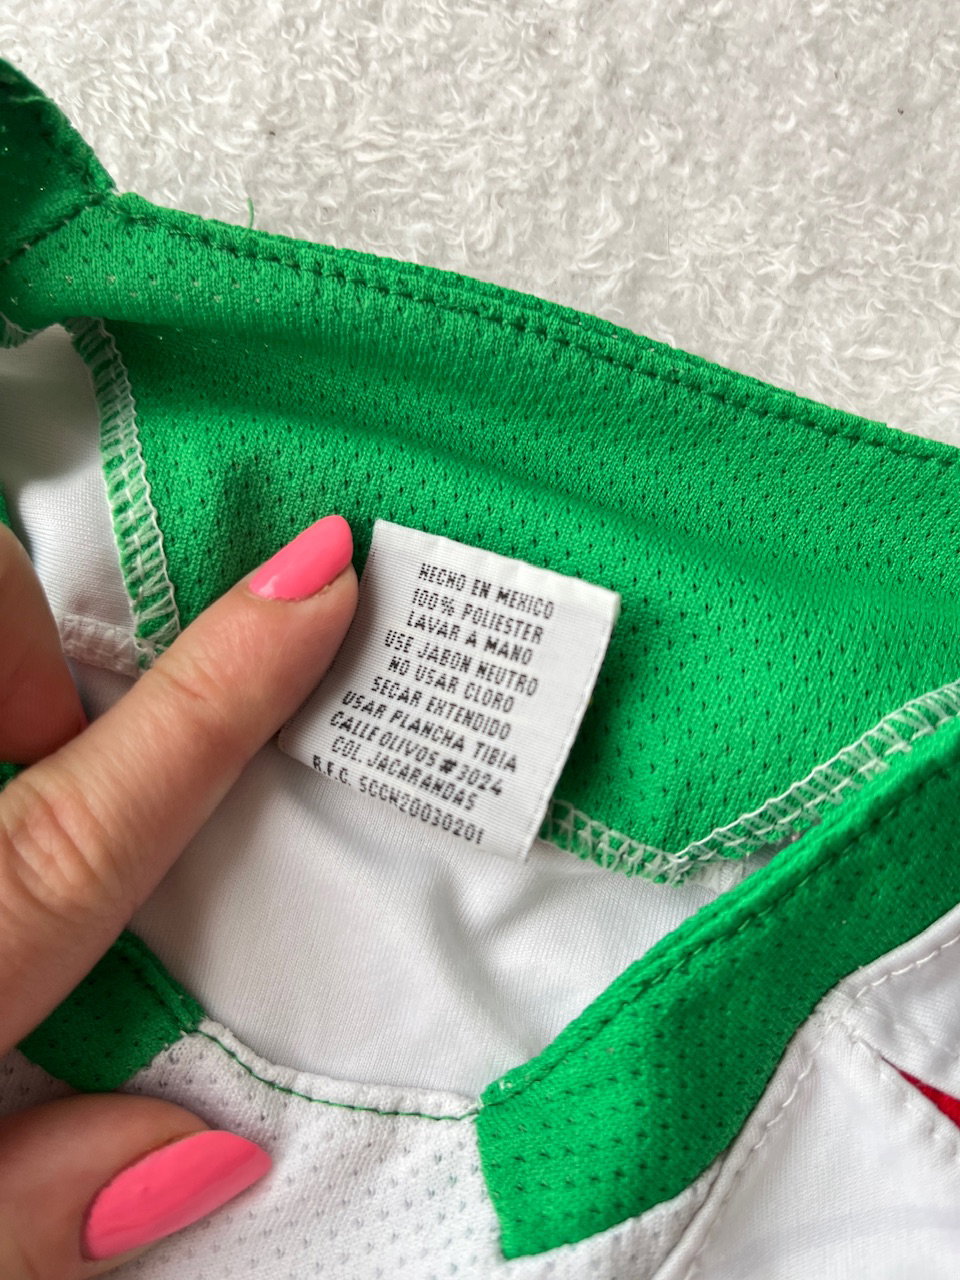 HECHO EN MEXICO
100% POLIESTER
LAVAR A MANO
USE JABON NEUTRO
NO USAR CLORO
SECAR EXTENDIDO
USAR PLANCHA TIBIA
CALLE OLIVOS #3024
COL. JACARANDAS
R.F.C. SCCH20030201